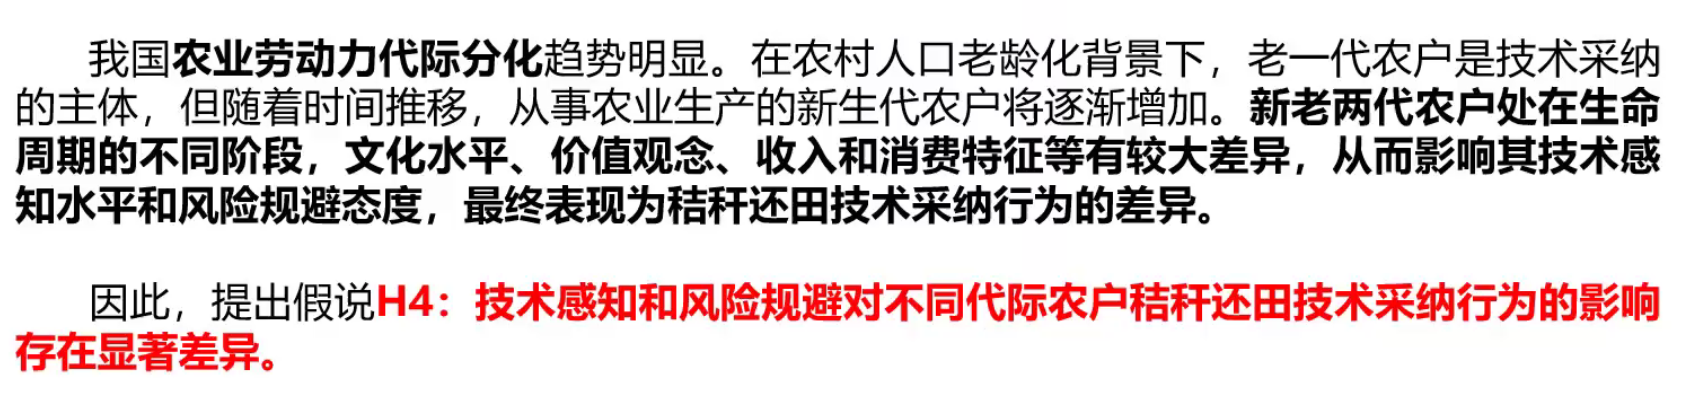 我国农业劳动力代际分化趋势明显。在农村人口老龄化背景下，老一代农户是技术采纳
的主体，但随着时间推移，从事农业生产的新生代农户将逐渐增加。新老两代农户处在生命
周期的不同阶段，文化水平、价值观念、收入和消费特征等有较大差异，从而影响其技术感
知水平和风险规避态度，最终表现为秸秆还田技术采纳行为的差异。
因此，提出假说H4：技术感知和风险规避对不同代际农户秸秆还田技术采纳行为的影响
存在显著差异。